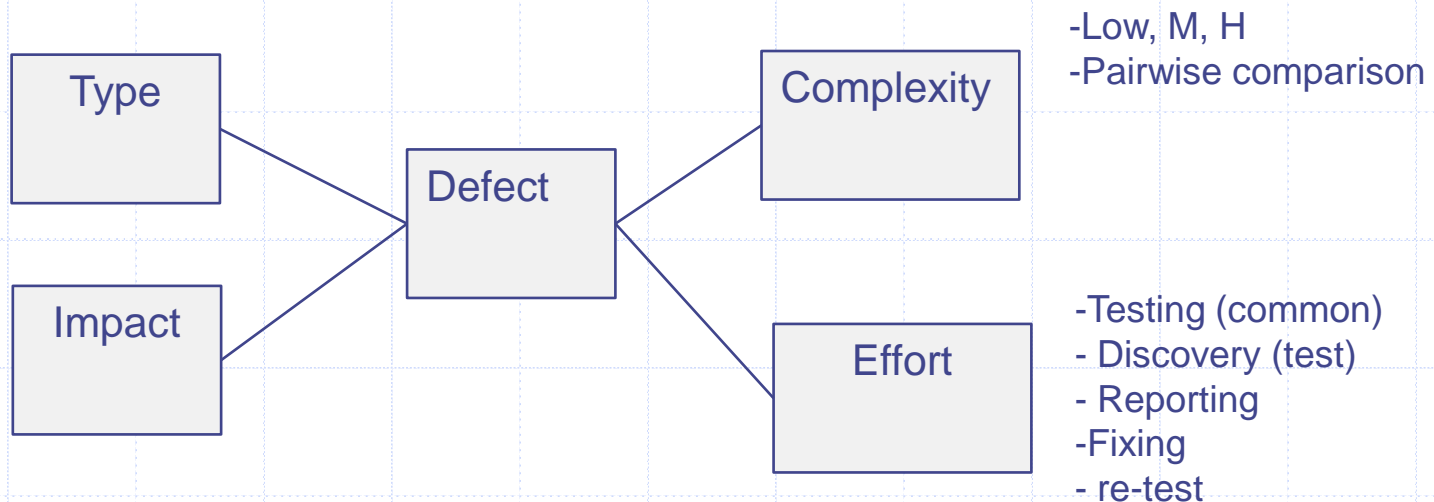 Type
Impact
Defect
Complexity
-Low, M, H
-Pairwise comparison
Effort
-Testing (common)
- Discovery (test)
- Reporting
-Fixing
- re-test